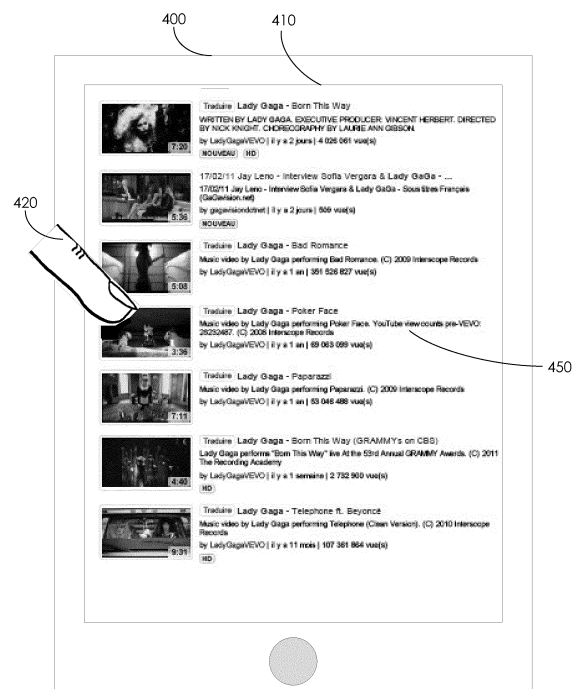 400
410
Traduire Lady Gaga - Born This Way
WRITTEN BY LADY GAGA. EXECUTIVE PRODUCER: VINCENT HERBERT. DIRECTED
BY NICK KNIGHT. CHOREOGRAPHY BY LAURIE ANN GIBSON.
7:20
by LadyGagaVEVO | il y a 2 jours | 4 026 061 vue(s)
NOUVEAU HD
17/02/11 Jay Leno - Interview Sofia Vergara & Lady GaGa - ...
17/02/11 Jay Leno - Interview Sofia Vergara & Lady GaGa - Sous titres Français
(GaGavision.net)
420
5:36
by gagavisiondotnet | il y a 2 jours | 509 vue(s)
NOUVEAU
Traduire Lady Gaga - Bad Romance
Music video by Lady Gaga performing Bad Romance. (C) 2009 Interscope Records
by LadyGagaVEVO | il y a 1 an | 351 526 827 vue(s)
5:08
Traduire Lady Gaga - Poker Face
Music video by Lady Gaga performing Poker Face. YouTube view counts pre-VEVO:
26232487. (C) 2008 Interscope Records
3:36
by LadyGagaVEVO | il y a 1 an | 69 063 099 vue(s)
450
Traduire Lady Gaga - Paparazzi
Music video by Lady Gaga performing Paparazzi. (C) 2009 Interscope Records
by LadyGagaVEVO | il y a 1 an | 53 046 488 vue(s)
7:11
Traduire Lady Gaga - Born This Way (GRAMMY's on CBS)
Lady Gaga performs "Born This Way" live At the 53rd Annual GRAMMY Awards. (C) 2011
The Recording Academy
4:40
by LadyGagaVEVO | il y a 1 semaine | 2 732 900 vue(s)
HD
Traduire Lady Gaga - Telephone ft. Beyoncé
Music video by Lady Gaga performing Telephone (Clean Version). (C) 2010 Interscope
Records
9:31
by LadyGagaVEVO | il y a 11 mois | 107 361 864 vue(s)
HD